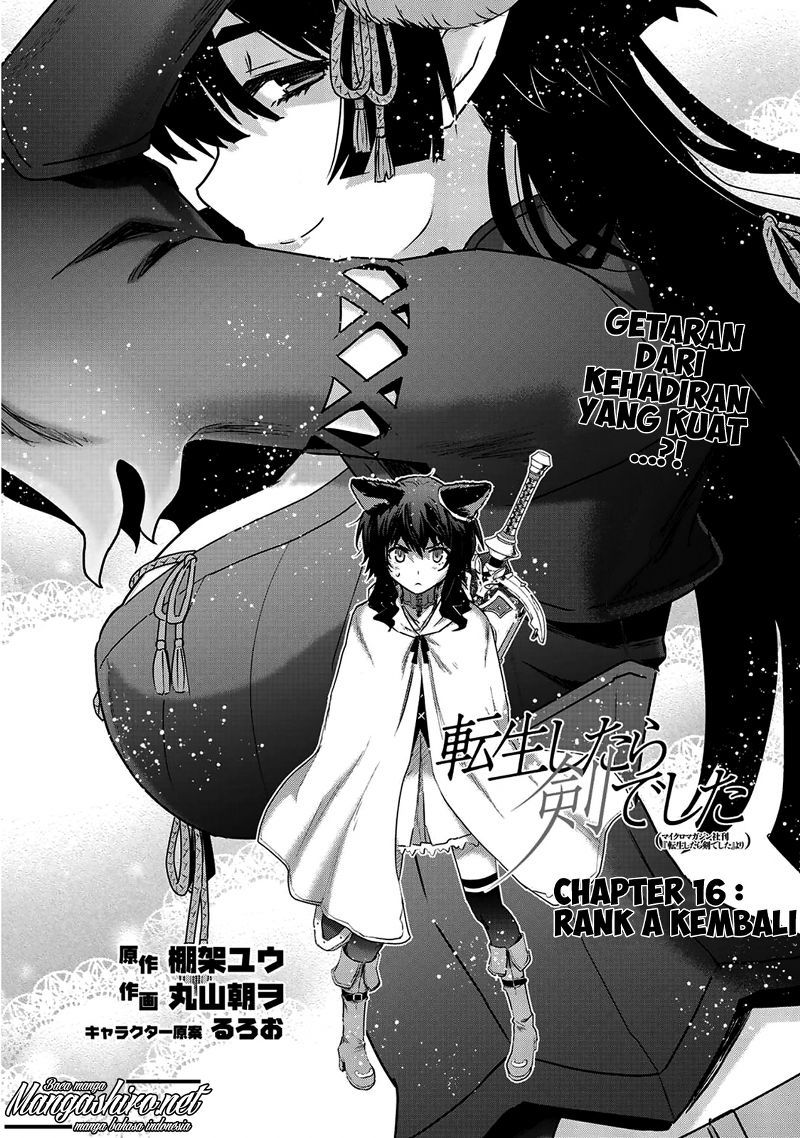 GETARAN
DARI
KEHADIRAN
YANG KUAT
....?!
転生したら
剣でした
(マイクロマガジン社刊
『転生したら剣でした』より)
CHAPTER 16 :
RANK A KEMBALI
原作 棚架ユウ
作画 丸山朝ヲ
キャラクター原案 るろお
Baca manga
Mangashiro.net
manga bahasa indonesia